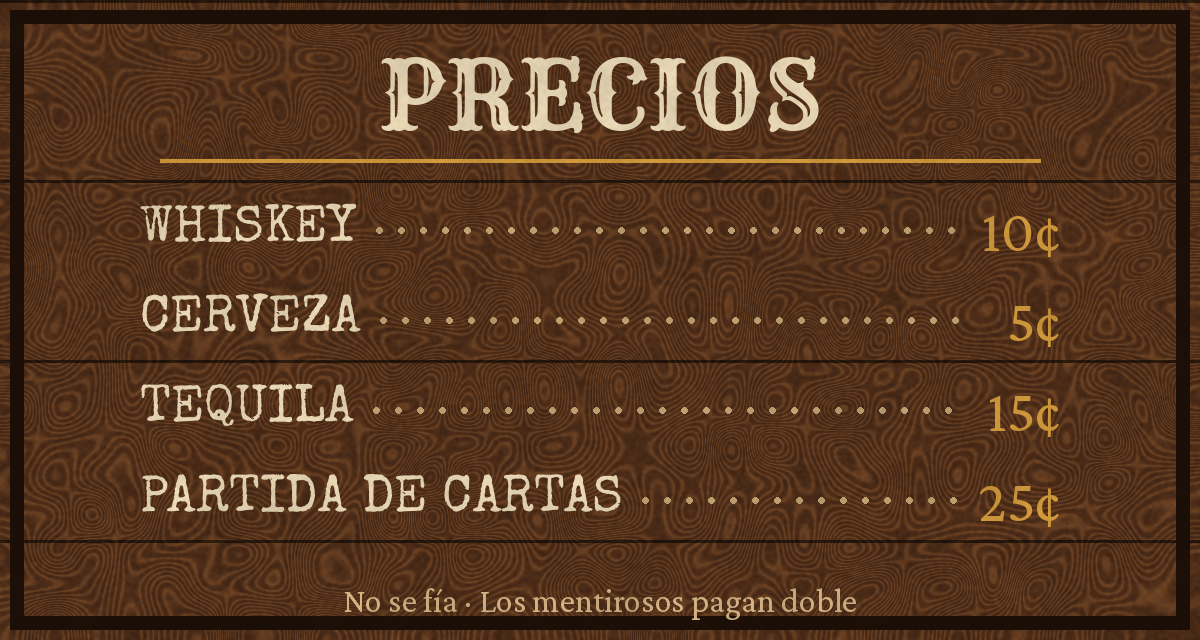 PRECIOS
WHISKEY 10¢
CERVEZA 5¢
TEQUILA 15¢
PARTIDA DE CARTAS 25¢
No se fía · Los mentirosos pagan doble